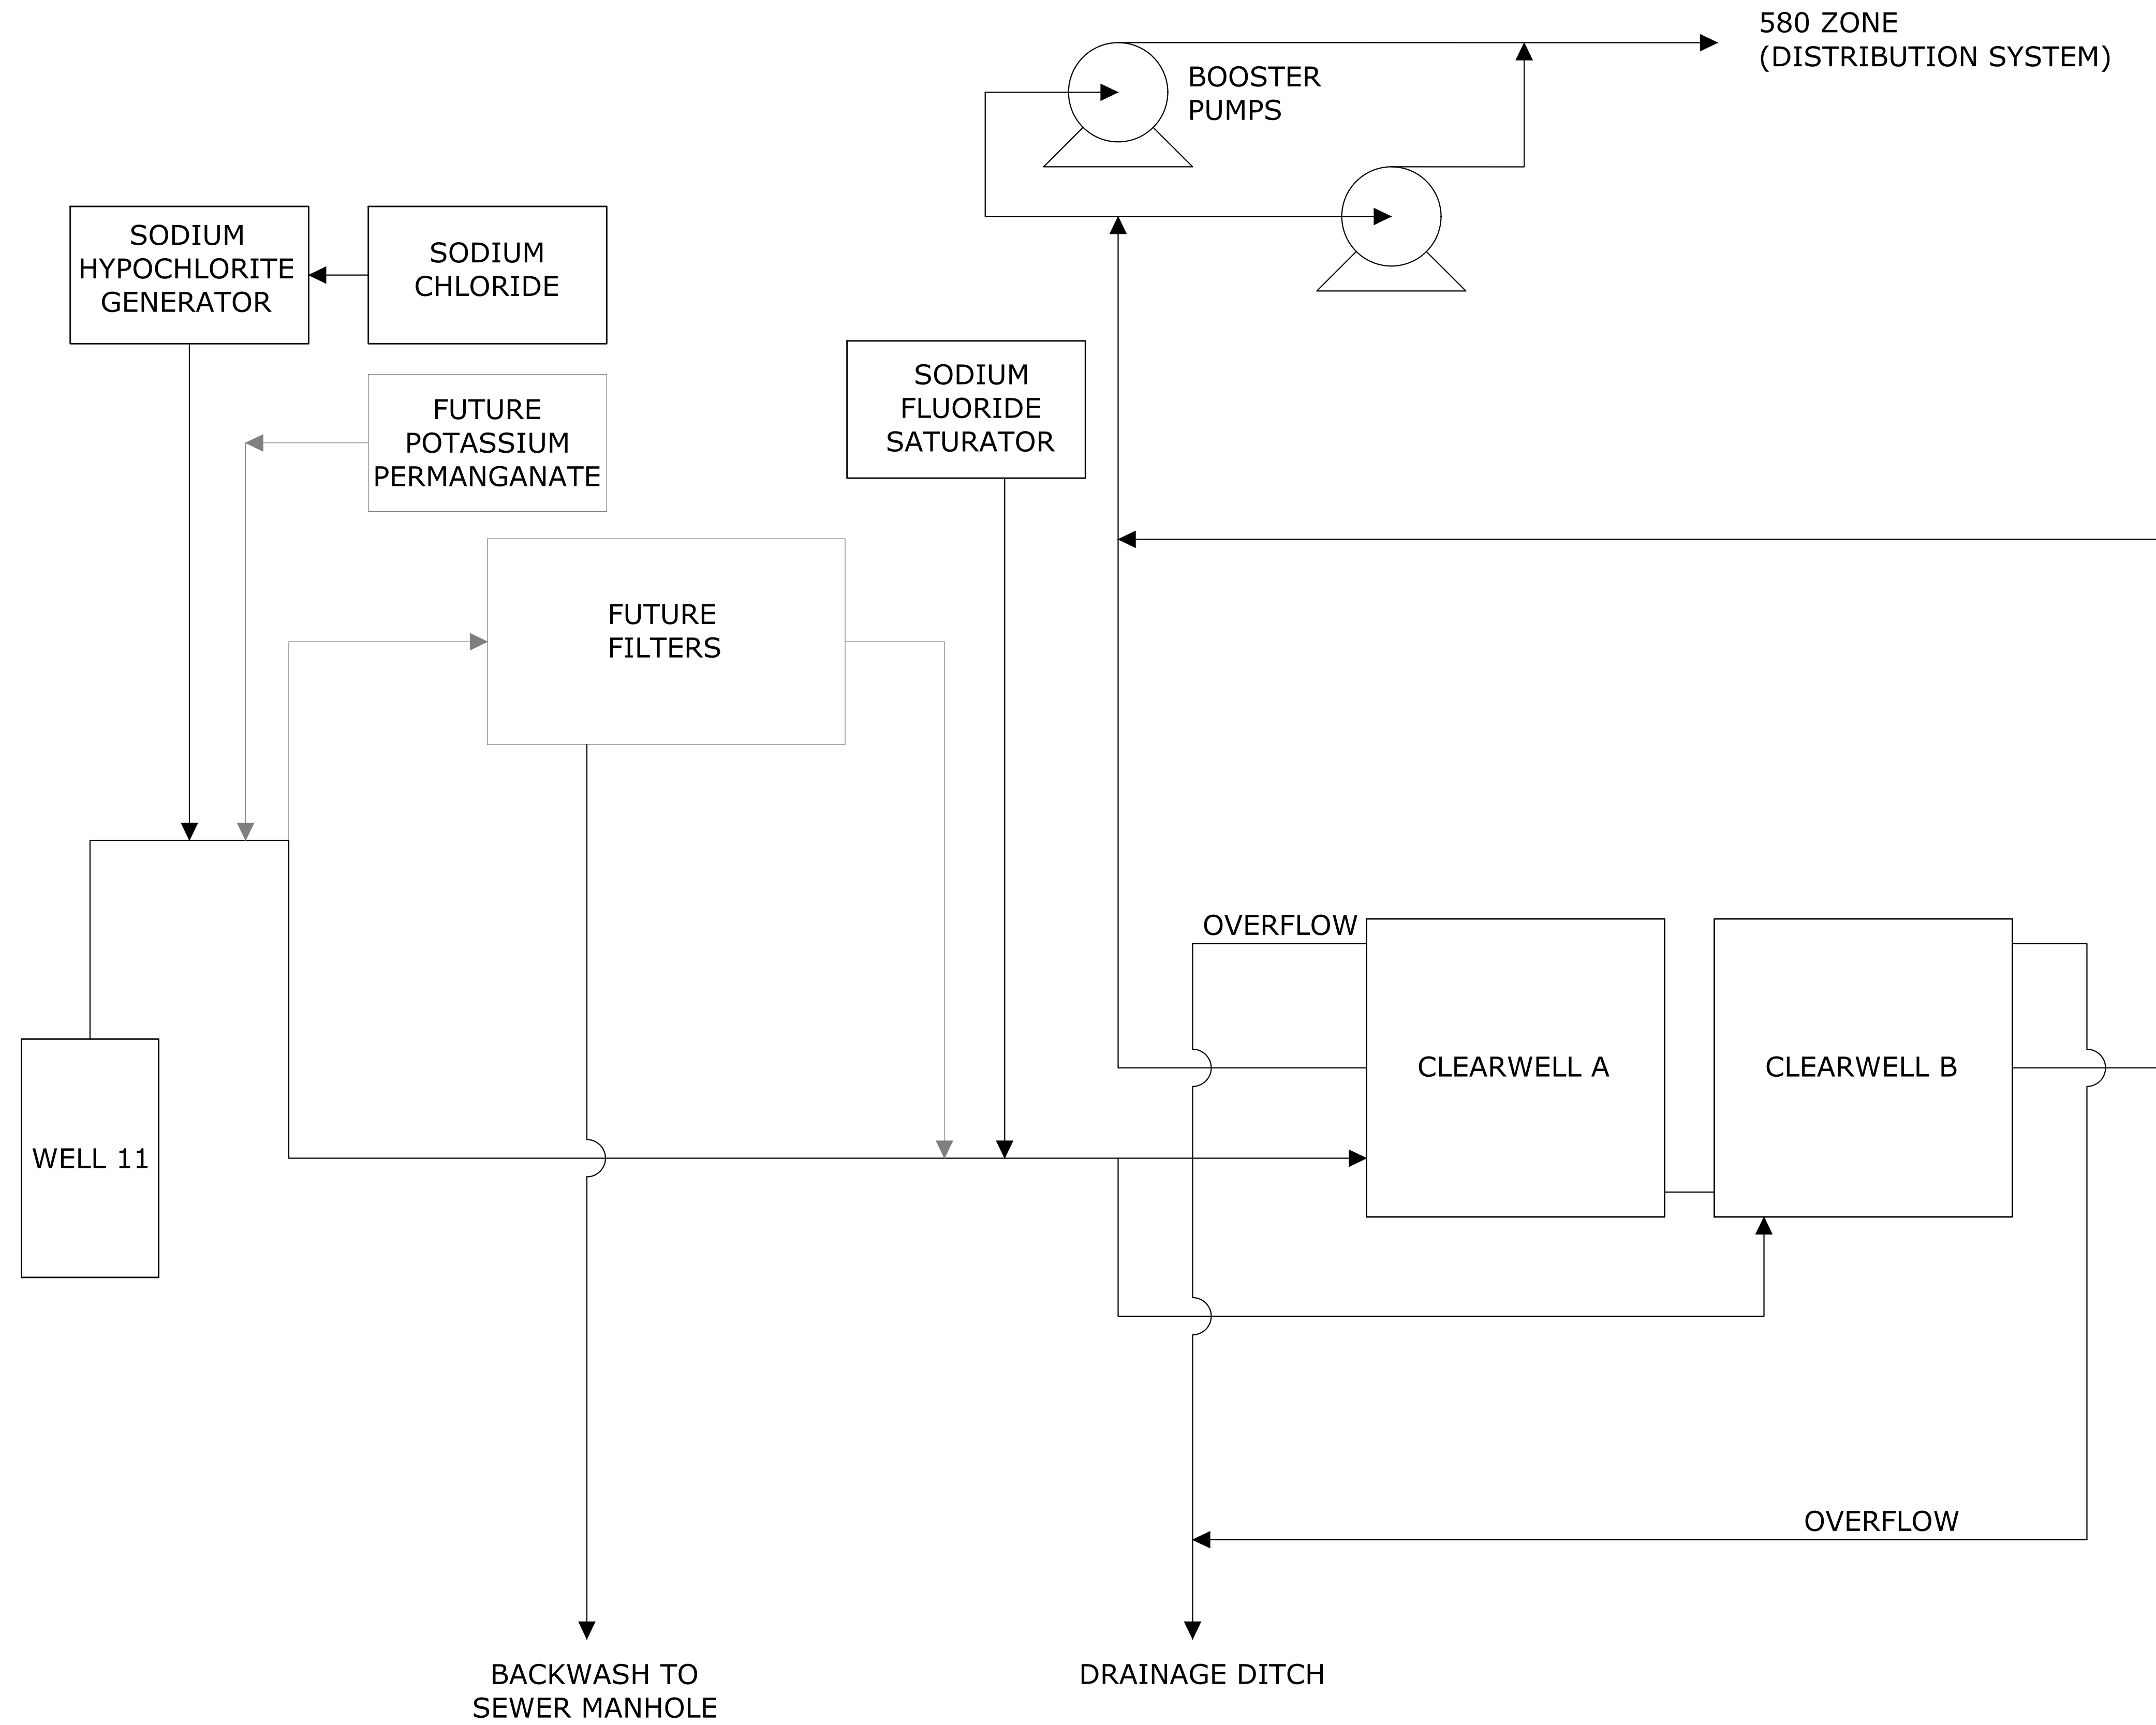 580 ZONE
(DISTRIBUTION SYSTEM)
BOOSTER
PUMPS
SODIUM
HYPOCHLORITE
GENERATOR
SODIUM
CHLORIDE
FUTURE
POTASSIUM
PERMANGANATE
SODIUM
FLUORIDE
SATURATOR
FUTURE
FILTERS
OVERFLOW
CLEARWELL A
CLEARWELL B
WELL 11
OVERFLOW
BACKWASH TO
SEWER MANHOLE
DRAINAGE DITCH